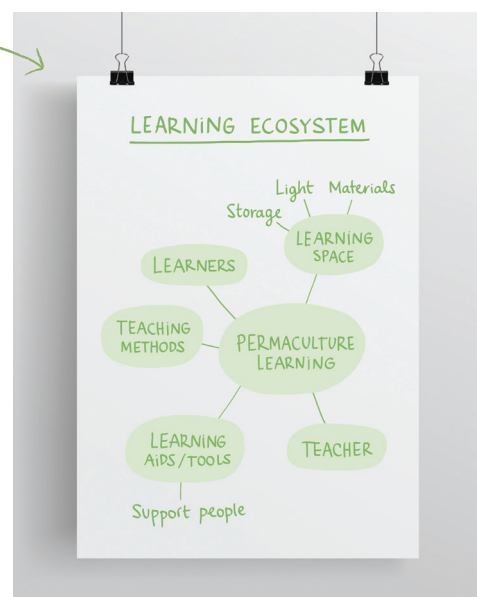 LEARNING ECOSYSTEM
Light Materials
Storage
LEARNING
SPACE
LEARNERS
TEACHING
METHODS
PERMACULTURE
LEARNING
LEARNING
AIDS/TOOLS
TEACHER
Support people